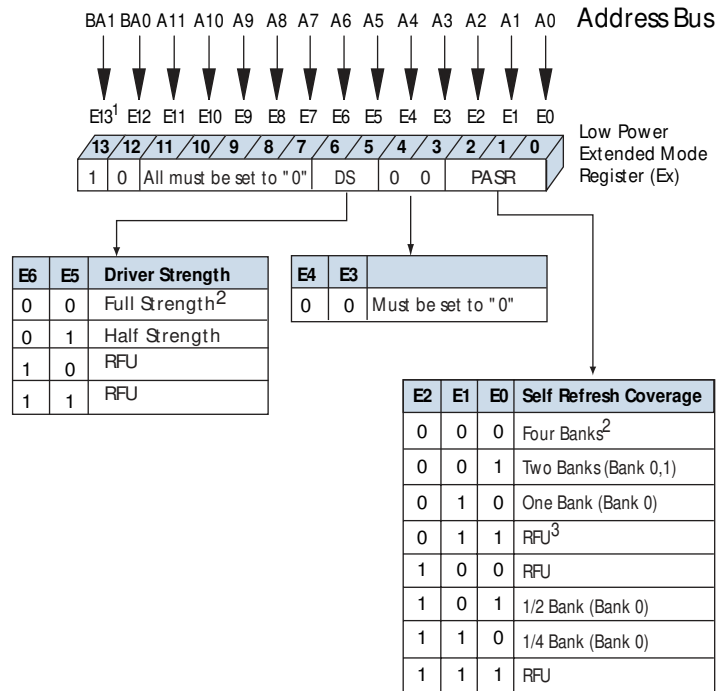 BA1 BA0 A11 A10 A9 A8 A7 A6 A5 A4 A3 A2 A1 A0 Address Bus
E13¹ E12 E11 E10 E9 E8 E7 E6 E5 E4 E3 E2 E1 E0
13 12 11 10 9 8 7 6 5 4 3 2 1 0
1 0 All must be set to "0" DS 0 0 PASR
Low Power
Extended Mode
Register (Ex)
E6 E5 Driver Strength
0 0 Full Strength²
0 1 Half Strength
1 0 RFU
1 1 RFU
E4 E3
0 0 Must be set to "0"
E2 E1 E0 Self Refresh Coverage
0 0 0 Four Banks²
0 0 1 Two Banks (Bank 0,1)
0 1 0 One Bank (Bank 0)
0 1 1 RFU³
1 0 0 RFU
1 0 1 1/2 Bank (Bank 0)
1 1 0 1/4 Bank (Bank 0)
1 1 1 RFU